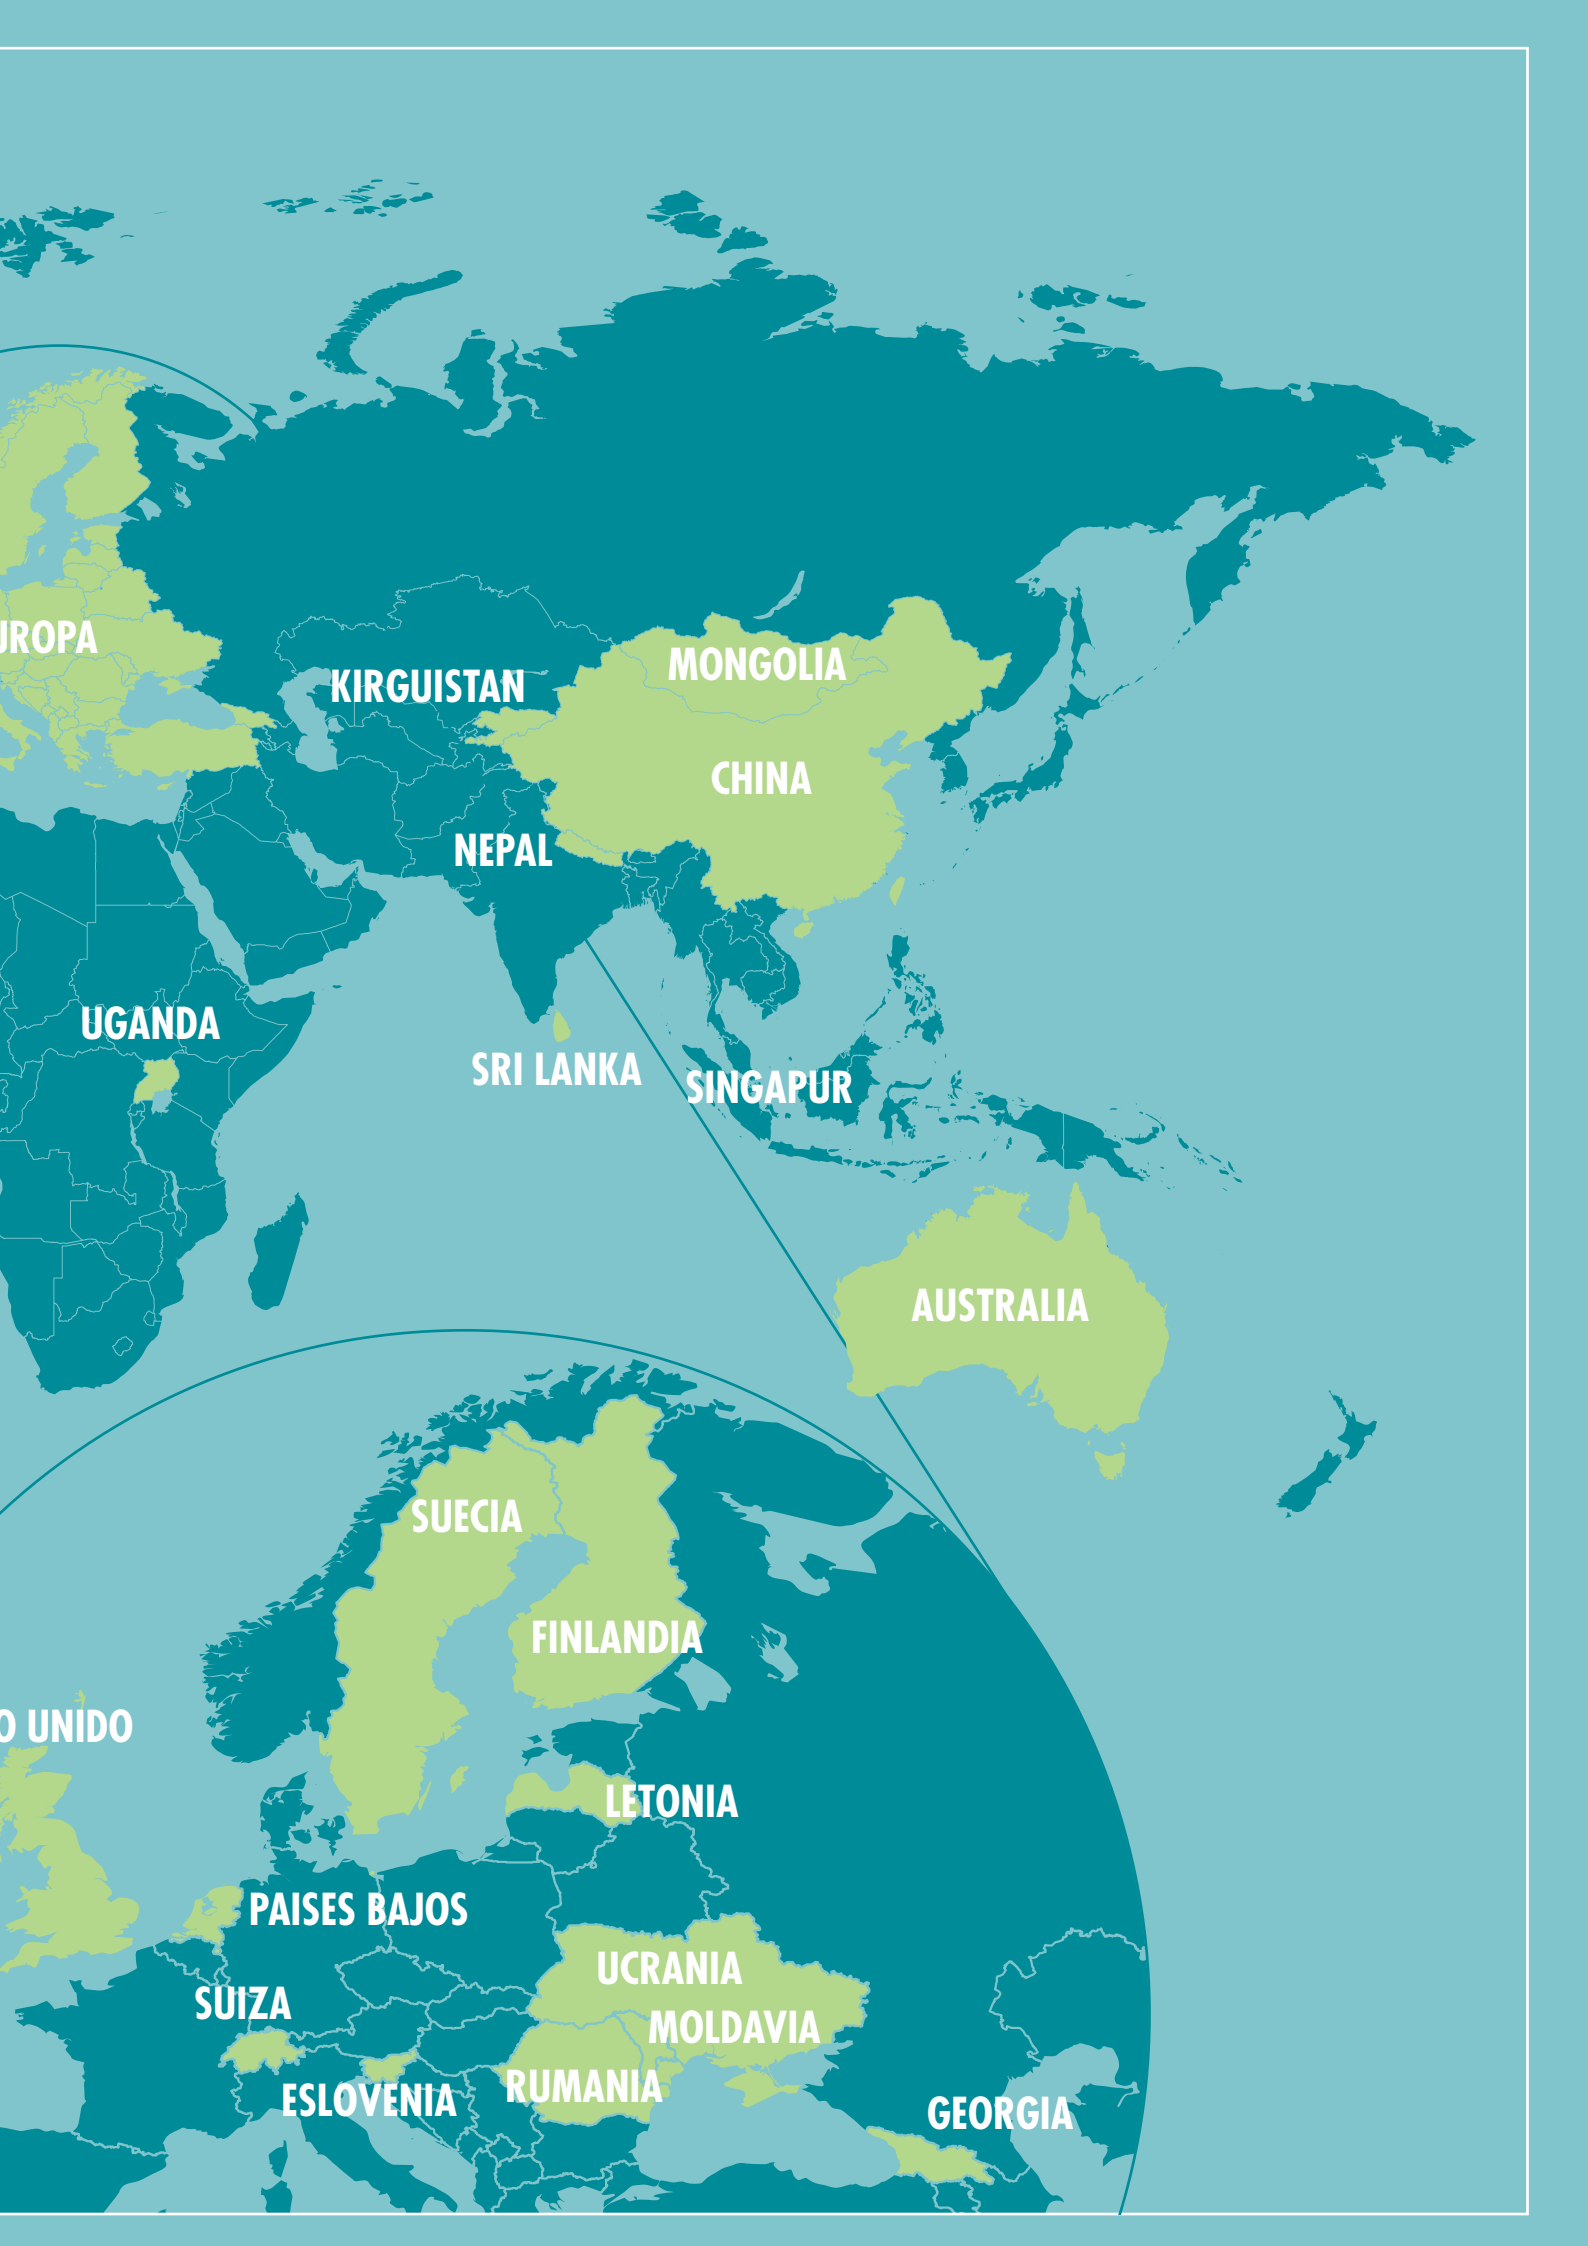 UROPA
MONGOLIA
KIRGUISTAN
CHINA
NEPAL
UGANDA
SRI LANKA
SINGAPUR
AUSTRALIA
SUECIA
FINLANDIA
O UNIDO
LETONIA
PAISES BAJOS
UCRANIA
SUIZA
MOLDAVIA
RUMANIA
ESLOVENIA
GEORGIA